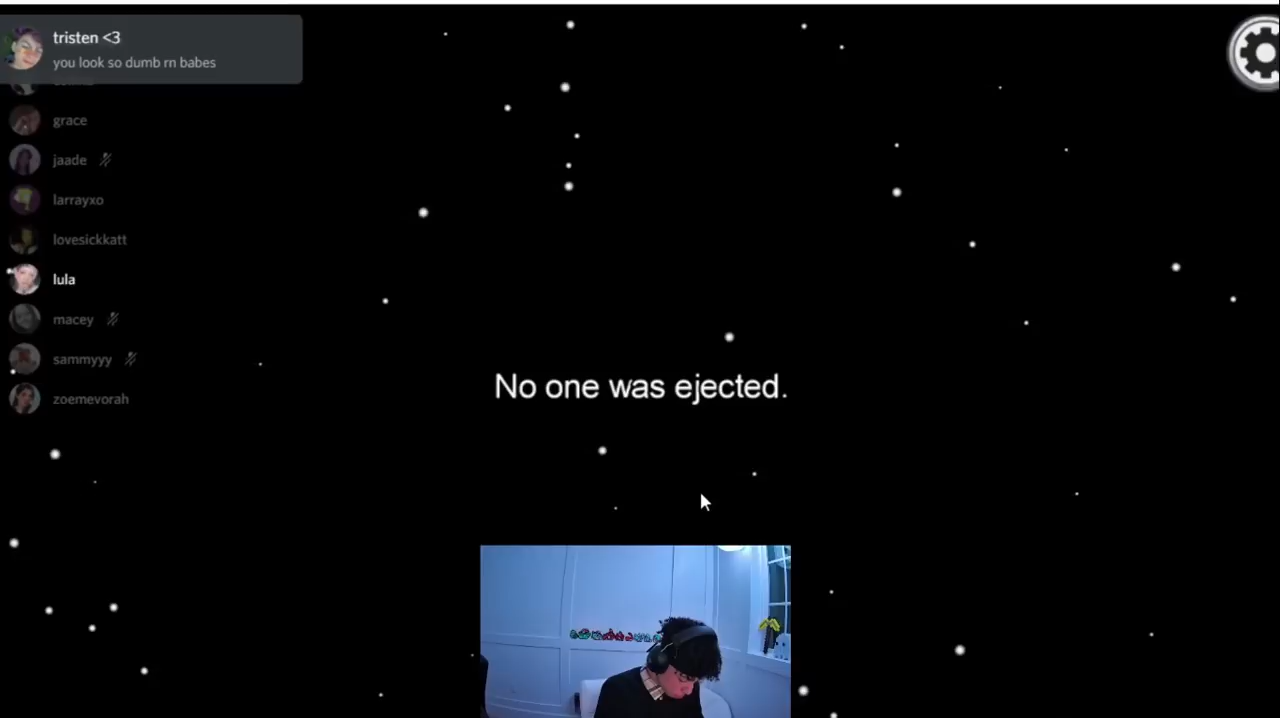 tristen <3
you look so dumb rn babes
grace
jaade
larrayxo
lovesickkatt
lula
macey
sammyyy
zoemevorah
No one was ejected.